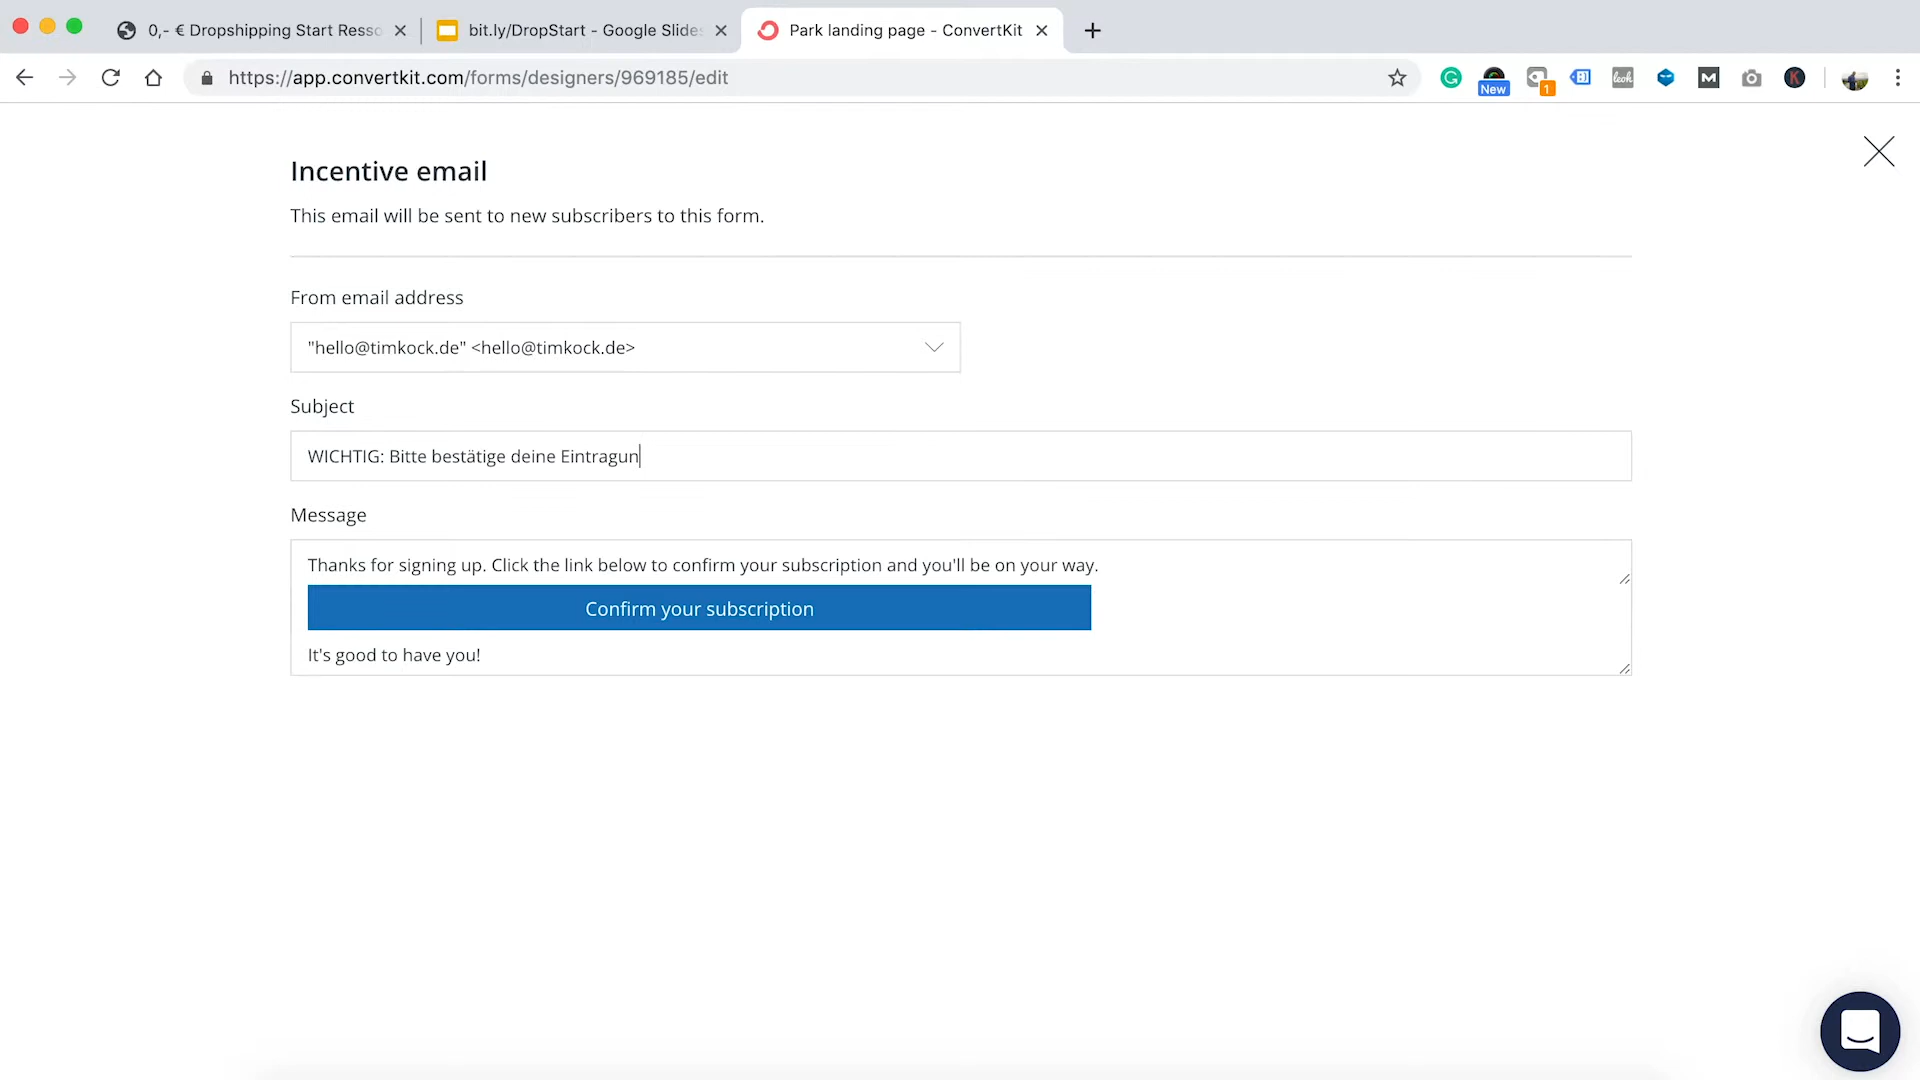 0,- € Dropshipping Start Resso
bit.ly/DropStart - Google Slides
Park landing page - ConvertKit
https://app.convertkit.com/forms/designers/969185/edit
New
1
leoh
M
K
Incentive email
This email will be sent to new subscribers to this form.
From email address
"hello@timkock.de" <hello@timkock.de>
Subject
WICHTIG: Bitte bestätige deine Eintragun
Message
Thanks for signing up. Click the link below to confirm your subscription and you'll be on your way.
Confirm your subscription
It's good to have you!